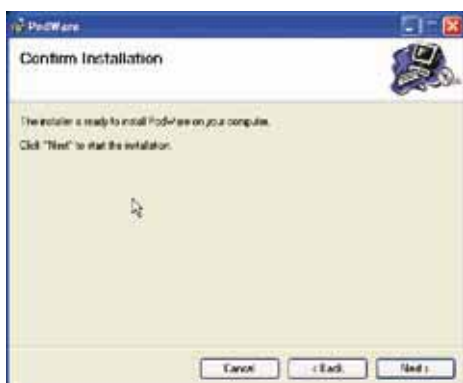 PodWare
Confirm Installation
The installer is ready to install PodWare on your computer.
Click "Next" to start the installation.
Cancel
< Back
Next >